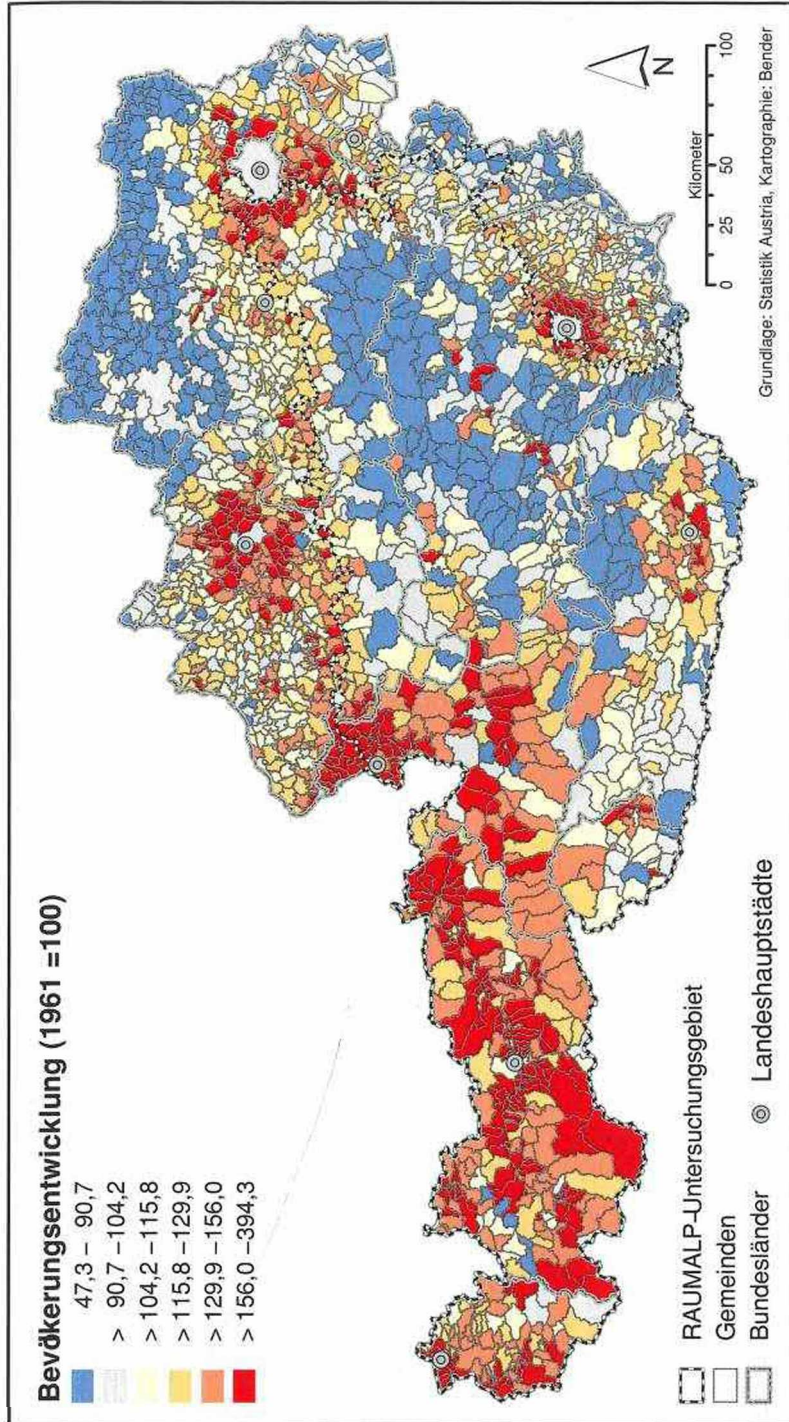 Bevökerungsentwicklung (1961 =100)
47,3 – 90,7
> 90,7 –104,2
> 104,2 –115,8
> 115,8 –129,9
> 129,9 –156,0
> 156,0 –394,3
RAUMALP-Untersuchungsgebiet
Gemeinden
Bundesländer
Landeshauptstädte
N
Kilometer
0 25 50 100
Grundlage: Statistik Austria, Kartographie: Bender